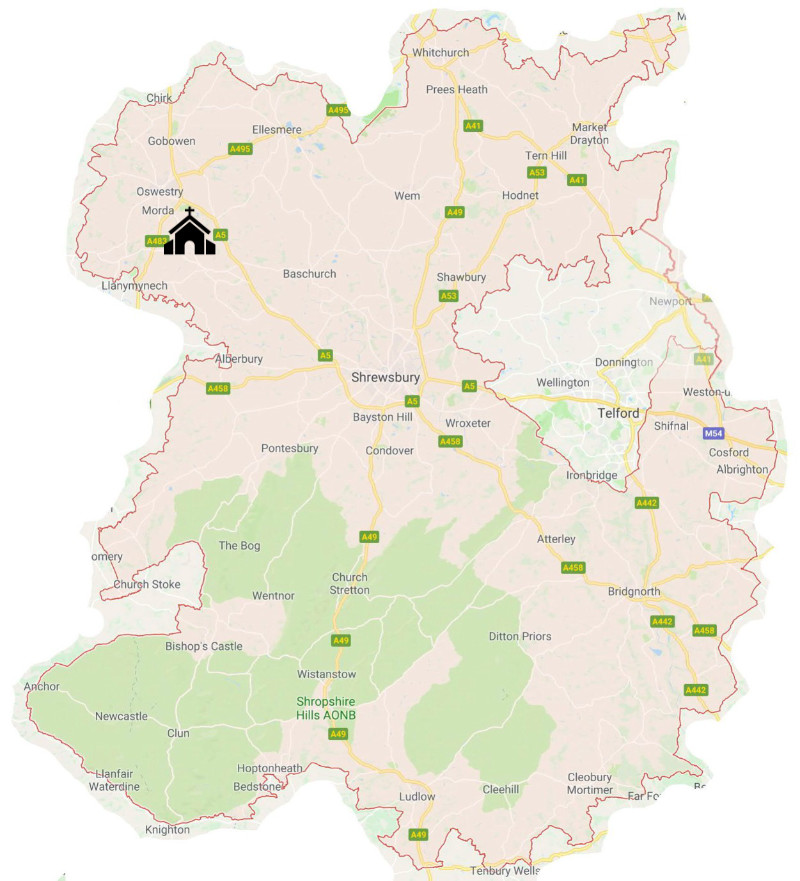 M
Whitchurch
Chirk
Prees Heath
A495
Ellesmere
A41
Market
Drayton
Gobowen
A495
Tern Hill
A53
A41
Oswestry
Wem
Hodnet
Morda
A49
A483
A5
Baschurch
Shawbury
Llanymynech
A53
Newport
Alberbury
A5
Donnington
A41
Shrewsbury
Wellington
A458
A5
Weston-u
A5
Bayston Hill
Wroxeter
Telford
Shifnal
M54
A458
Pontesbury
Condover
Cosford
Albrighton
Ironbridge
A442
A49
The Bog
Atterley
omery
A458
Church Stoke
Church
Stretton
Wentnor
Bridgnorth
A442
A458
Bishop's Castle
A49
Ditton Priors
Wistanstow
Anchor
A442
Shropshire
Hills AONB
Newcastle
Clun
A49
Llanfair
Waterdine
Hoptonheath
Bedstone
Cleobury
Mortimer
Ludlow
Cleehill
Far Fo
Knighton
A49
Tenbury Wells